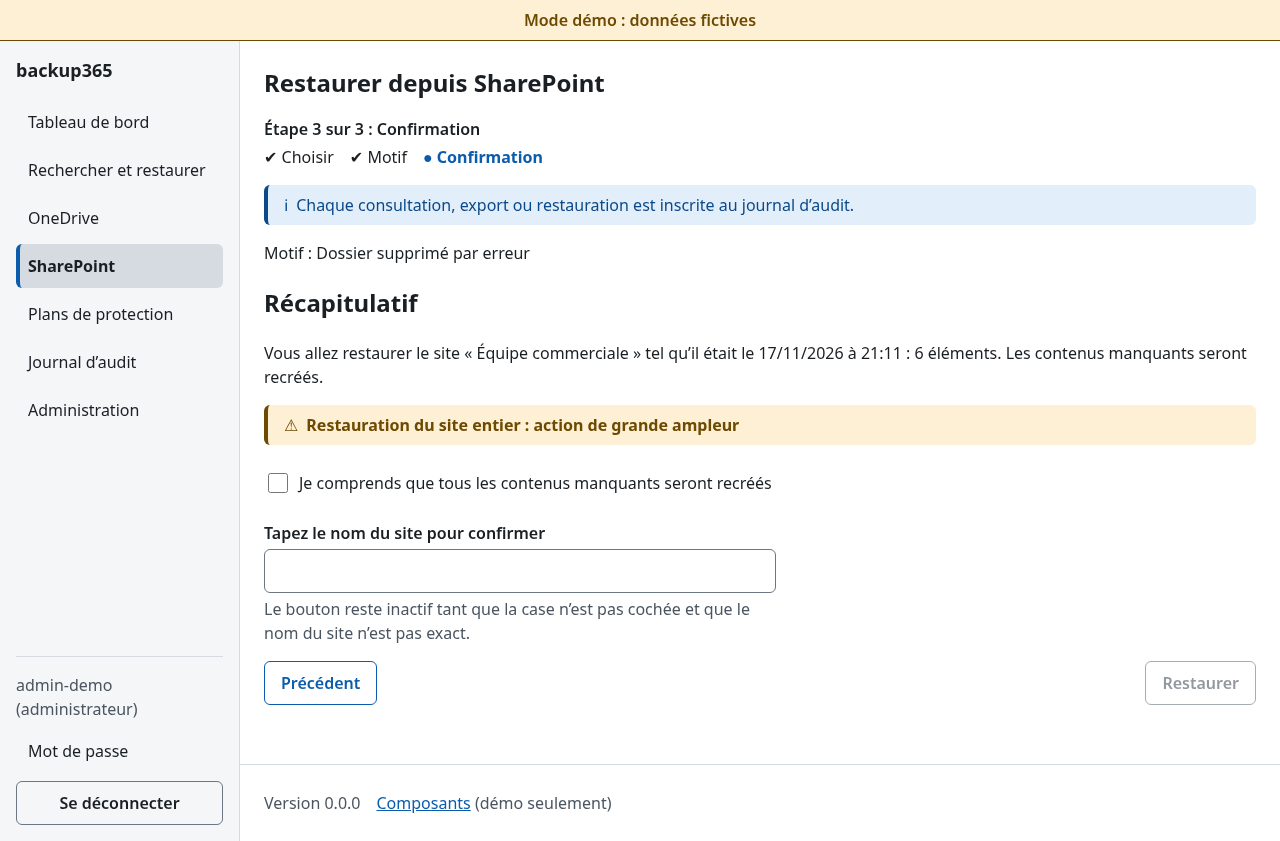 Mode démo : données fictives
backup365
Tableau de bord
Rechercher et restaurer
OneDrive
SharePoint
Plans de protection
Journal d’audit
Administration
admin-demo
(administrateur)
Mot de passe
Se déconnecter
Restaurer depuis SharePoint
Étape 3 sur 3 : Confirmation
✔ Choisir ✔ Motif ● Confirmation
i Chaque consultation, export ou restauration est inscrite au journal d’audit.
Motif : Dossier supprimé par erreur
Récapitulatif
Vous allez restaurer le site « Équipe commerciale » tel qu’il était le 17/11/2026 à 21:11 : 6 éléments. Les contenus manquants seront
recréés.
⚠ Restauration du site entier : action de grande ampleur
Je comprends que tous les contenus manquants seront recréés
Tapez le nom du site pour confirmer
Le bouton reste inactif tant que la case n’est pas cochée et que le
nom du site n’est pas exact.
Précédent
Restaurer
Version 0.0.0 Composants (démo seulement)